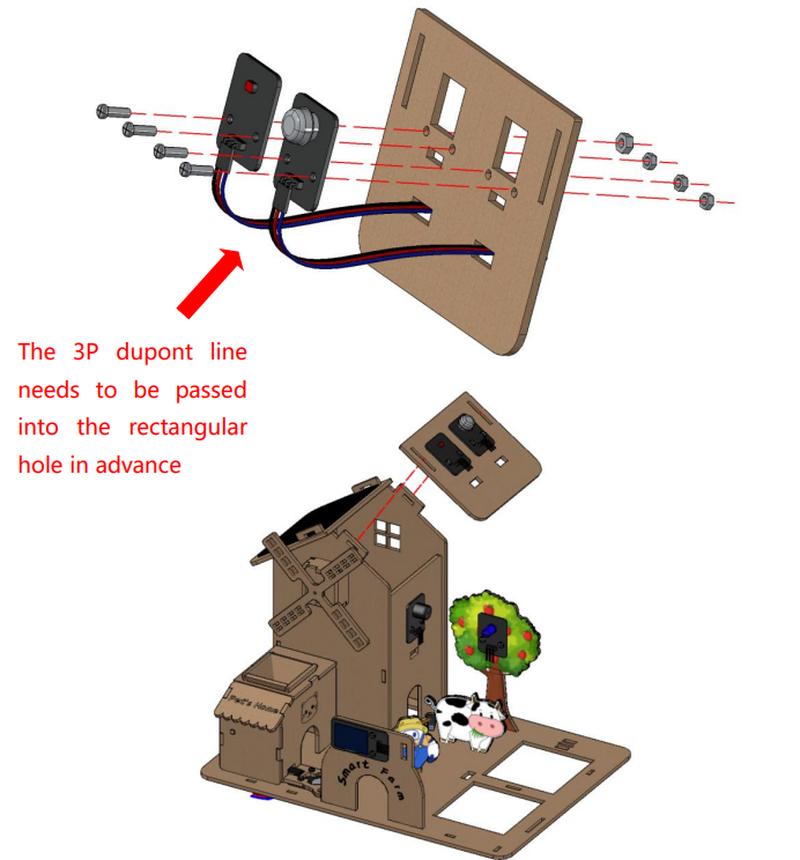 The 3P dupont line
needs to be passed
into the rectangular
hole in advance
Pet's Home
Smart Farm